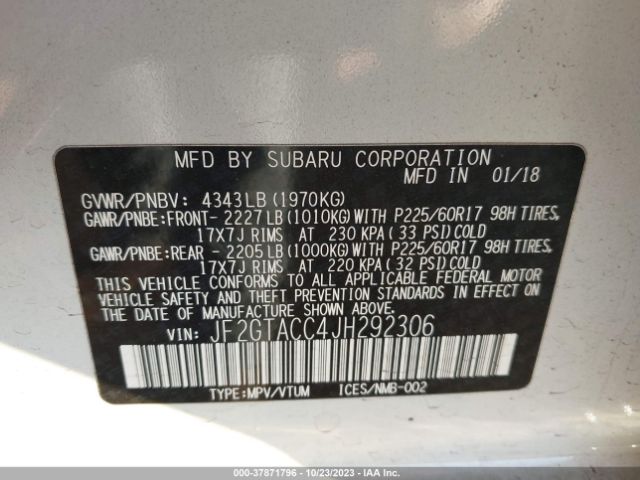 MFD BY SUBARU CORPORATION
MFD IN 01/18
GVWR/PNBV: 4343LB (1970KG)
GAWR/PNBE:FRONT- 2227LB (1010KG) WITH P225/60R17 98H TIRES,
17X7J RIMS AT 230 KPA (33 PSI) COLD
GAWR/PNBE:REAR - 2205LB (1000KG) WITH P225/60R17 98H TIRES,
17X7J RIMS AT 220 KPA (32 PSI) COLD
THIS VEHICLE CONFORMS TO ALL APPLICABLE FEDERAL MOTOR
VEHICLE SAFETY AND THEFT PREVENTION STANDARDS IN EFFECT
ON THE DATE OF MANUFACTURE SHOWN ABOVE.
VIN: JF2GTACC4JH292306
TYPE:MPV/VTUM ICES/NMB-002
000-37871796 - 10/23/2023 - IAAI.COM